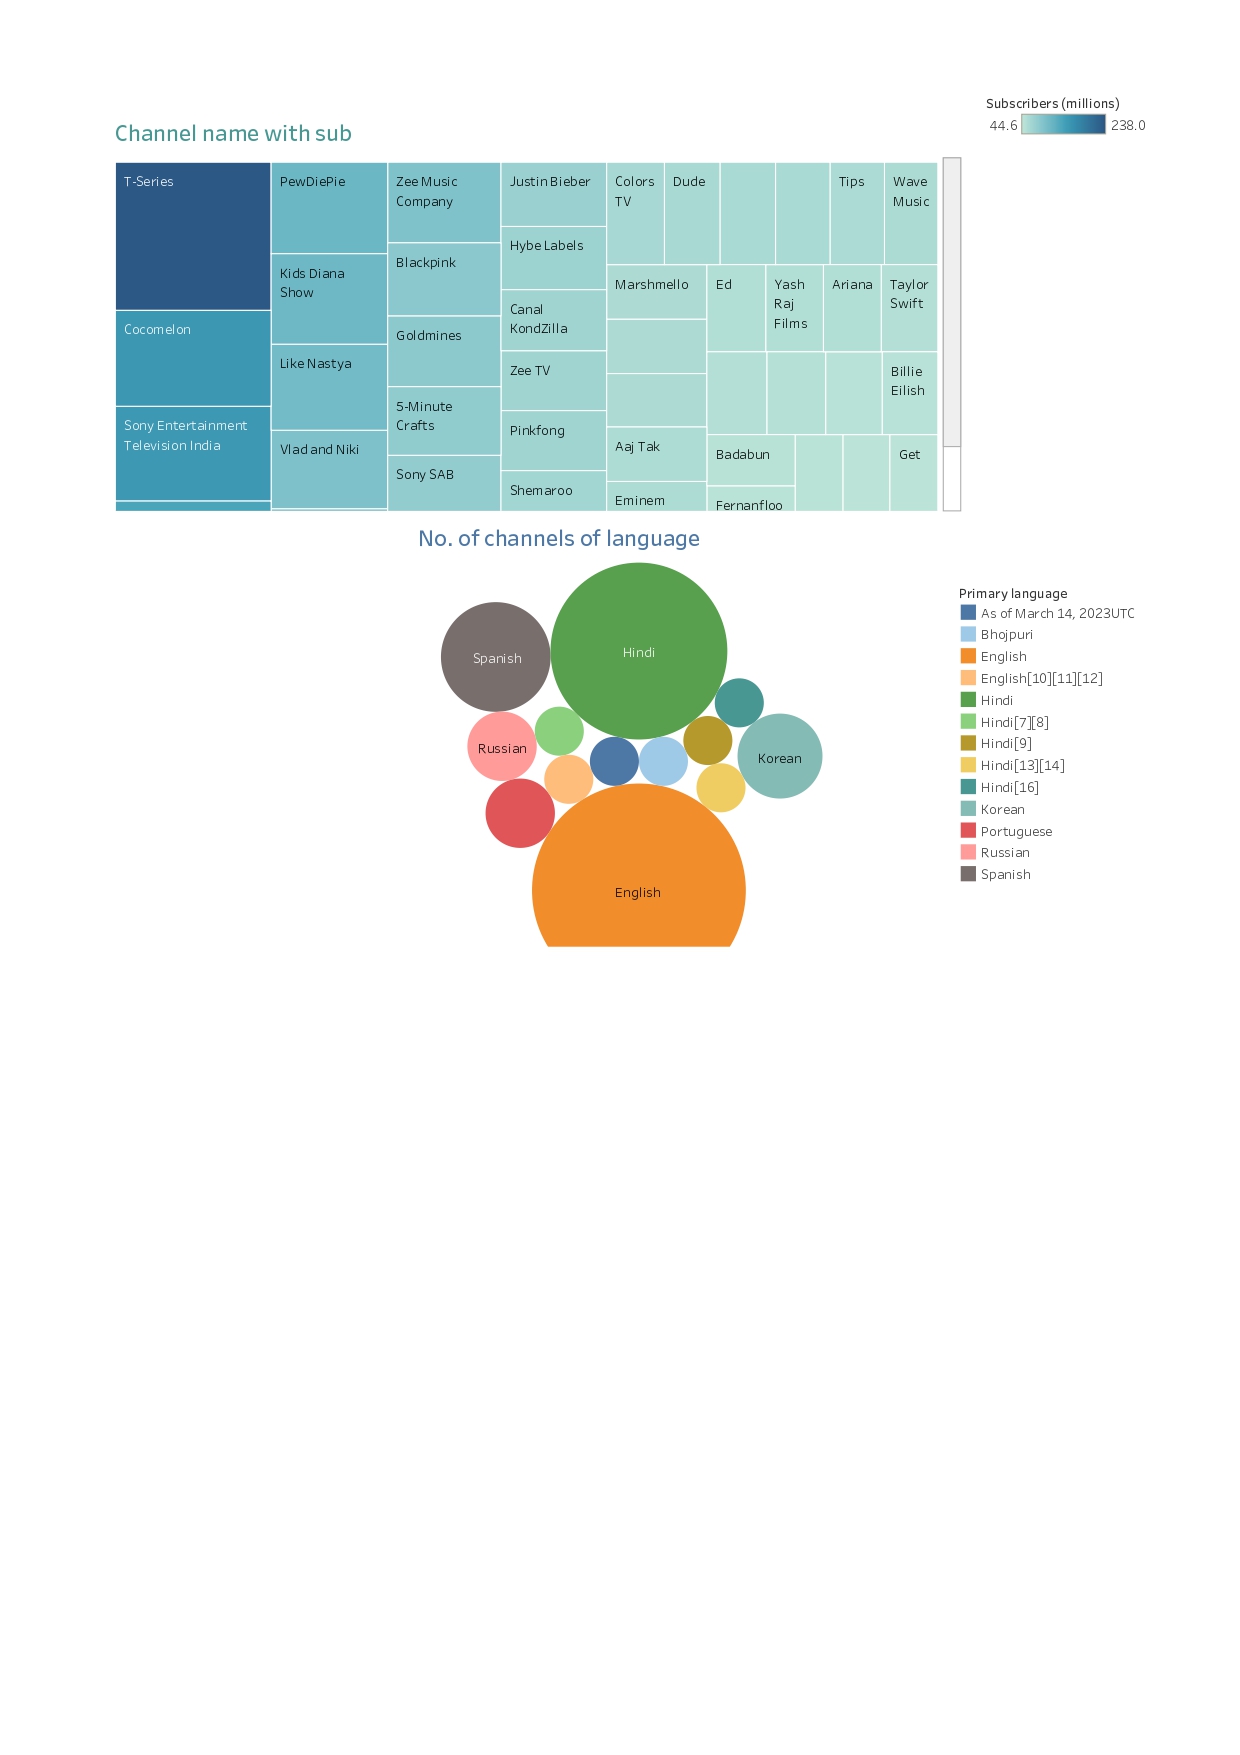 Subscribers (millions)
44.6
238.0
Channel name with sub
T-Series
PewDiePie
Zee Music
Company
Justin Bieber
Colors
TV
Dude
Tips
Wave
Music
Hybe Labels
Blackpink
Kids Diana
Show
Marshmello
Ed
Yash
Raj
Films
Ariana
Taylor
Swift
Canal
KondZilla
Cocomelon
Goldmines
Like Nastya
Zee TV
Billie
Eilish
5-Minute
Crafts
Sony Entertainment
Television India
Pinkfong
Vlad and Niki
Aaj Tak
Badabun
Get
Sony SAB
Shemaroo
Eminem
Fernanfloo
No. of channels of language
Spanish
Hindi
Russian
Korean
English
Primary language
As of March 14, 2023UTC
Bhojpuri
English
English[10][11][12]
Hindi
Hindi[7][8]
Hindi[9]
Hindi[13][14]
Hindi[16]
Korean
Portuguese
Russian
Spanish